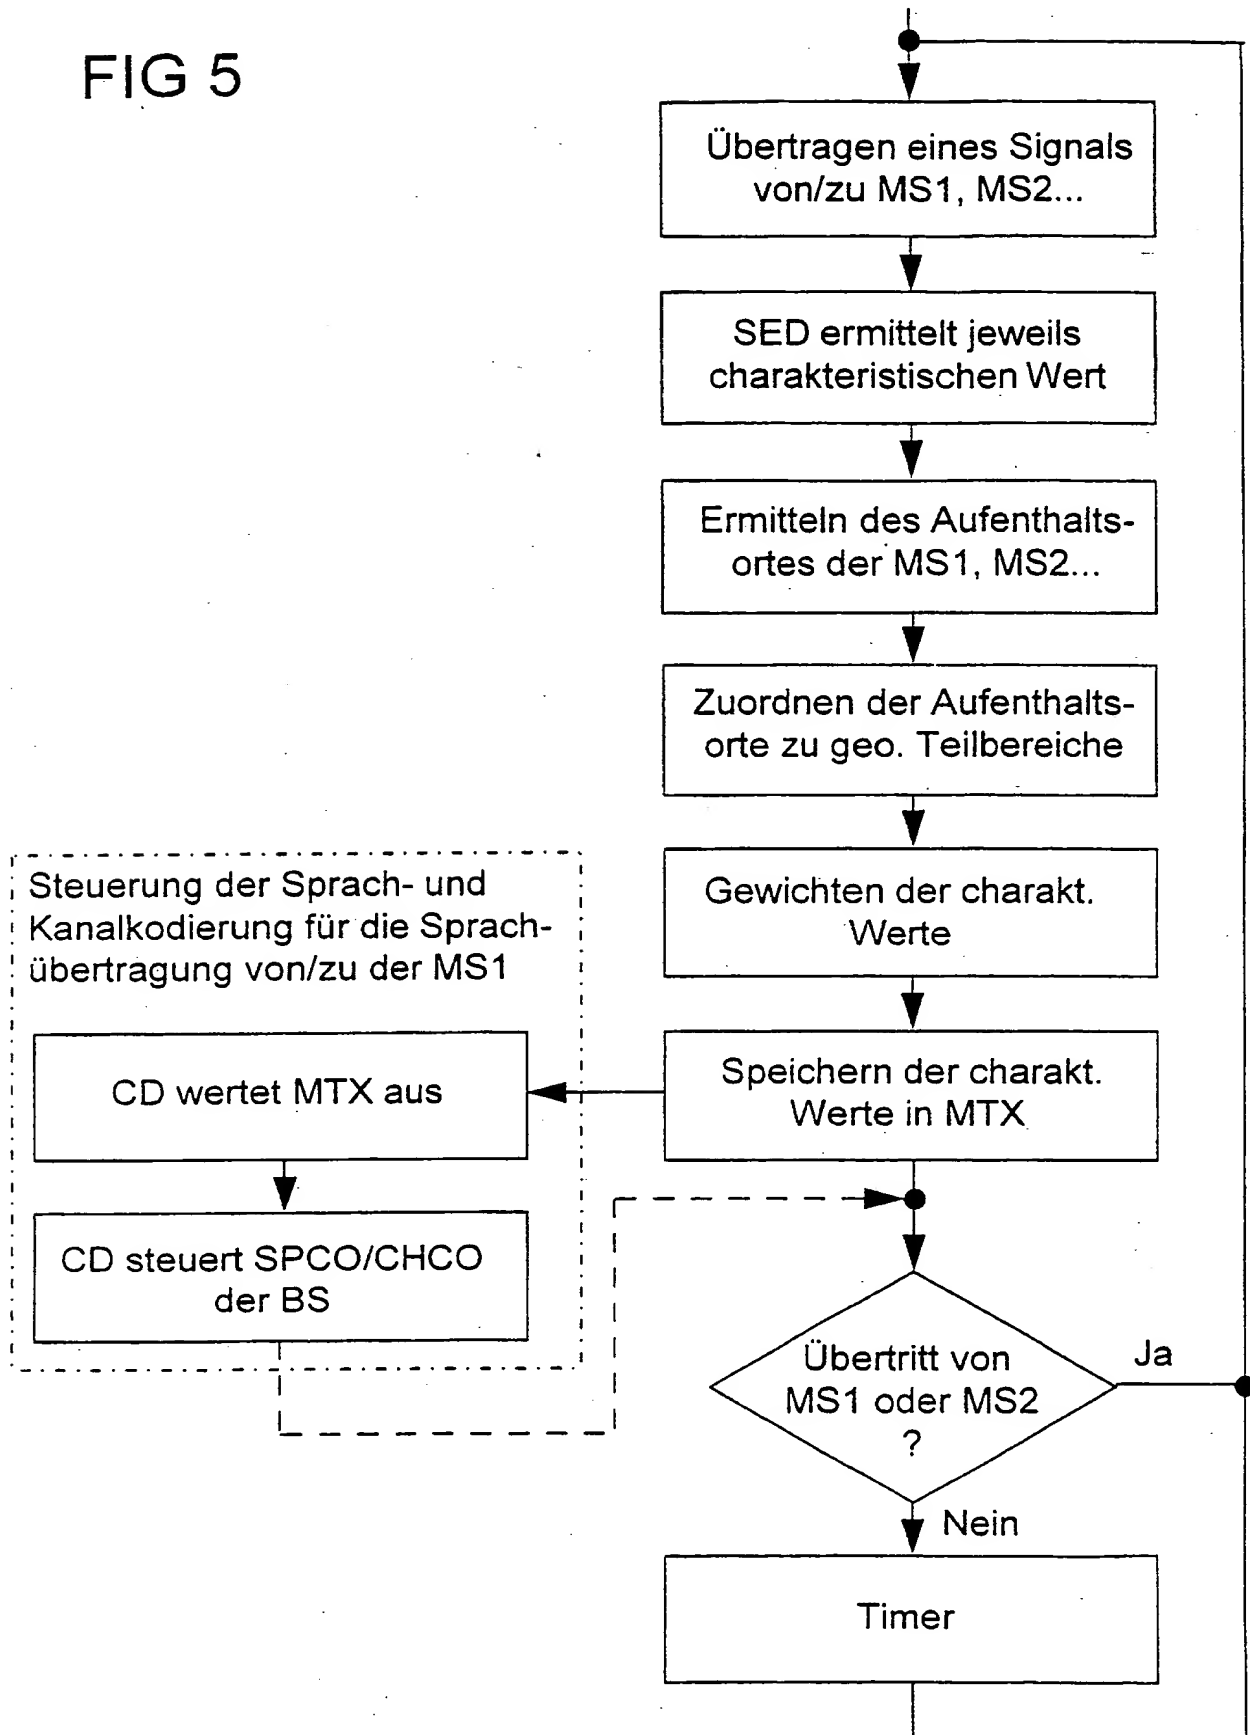 FIG 5
Übertragen eines Signals
von/zu MS1, MS2...
SED ermittelt jeweils
charakteristischen Wert
Ermitteln des Aufenthalts-
ortes der MS1, MS2...
Zuordnen der Aufenthalts-
orte zu geo. Teilbereiche
Gewichten der charakt.
Werte
Speichern der charakt.
Werte in MTX
Steuerung der Sprach- und
Kanalkodierung für die Sprach-
übertragung von/zu der MS1
CD wertet MTX aus
CD steuert SPCO/CHCO
der BS
Übertritt von
MS1 oder MS2
?
Ja
Nein
Timer